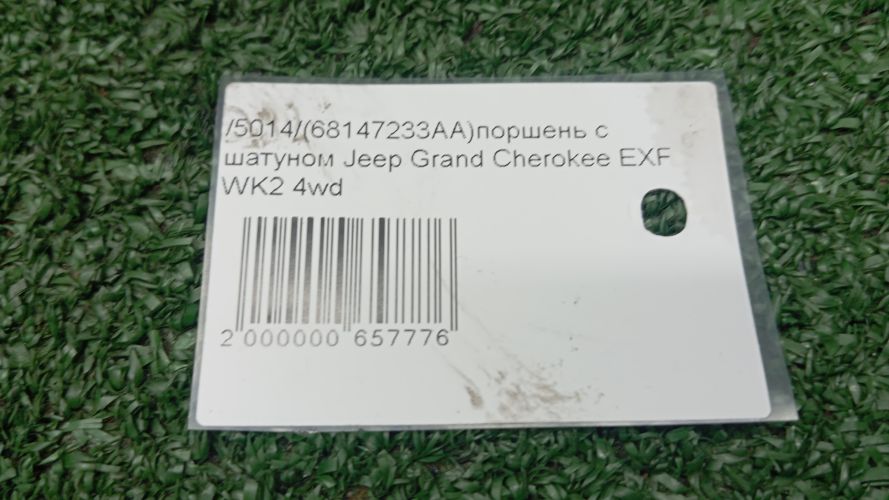 /5014/(68147233AA)поршень с
шатуном Jeep Grand Cherokee EXF
WK2 4wd
2 000000 657776